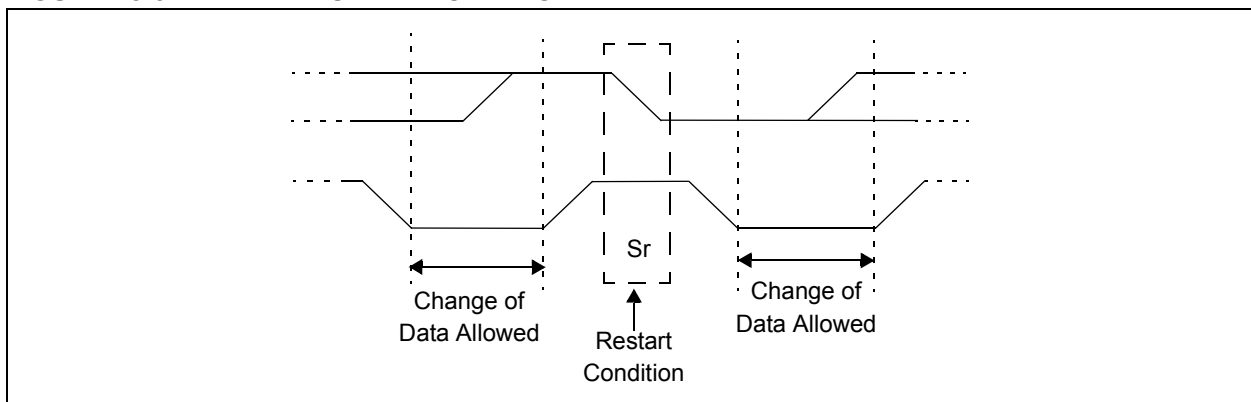 Sr
Change of
Data Allowed
Restart
Condition
Change of
Data Allowed